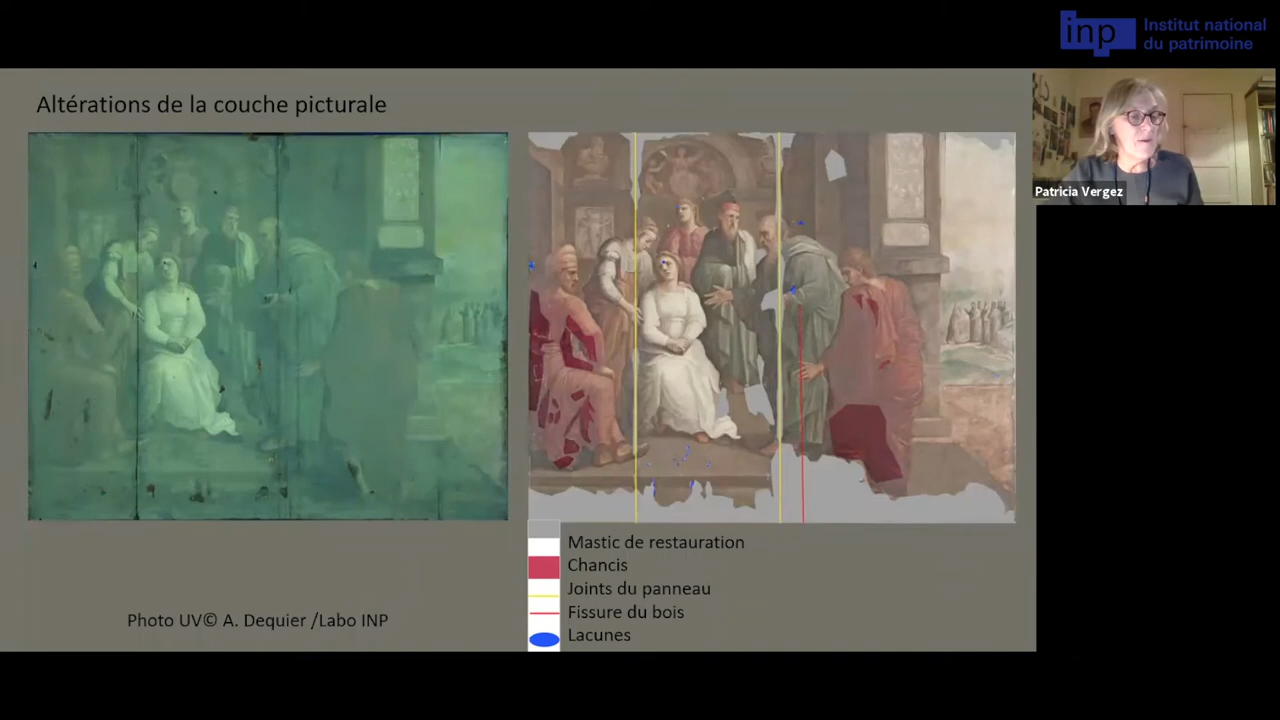 inp Institut national
du patrimoine
Altérations de la couche picturale
Patricia Vergez
Mastic de restauration
Chancis
Joints du panneau
Fissure du bois
Lacunes
Photo UV© A. Dequier /Labo INP